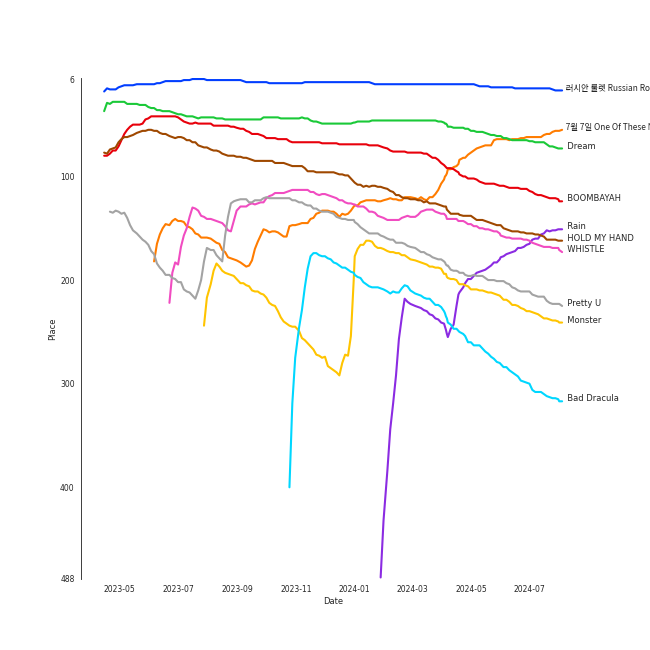 6
러시안 룰렛 Russian Ro
7월 7일 One Of These
Dream
100
BOOMBAYAH
Rain
HOLD MY HAND
WHISTLE
200
Pretty U
Monster
Place
300
Bad Dracula
400
488
2023-05 2023-07 2023-09 2023-11 2024-01 2024-03 2024-05 2024-07
Date